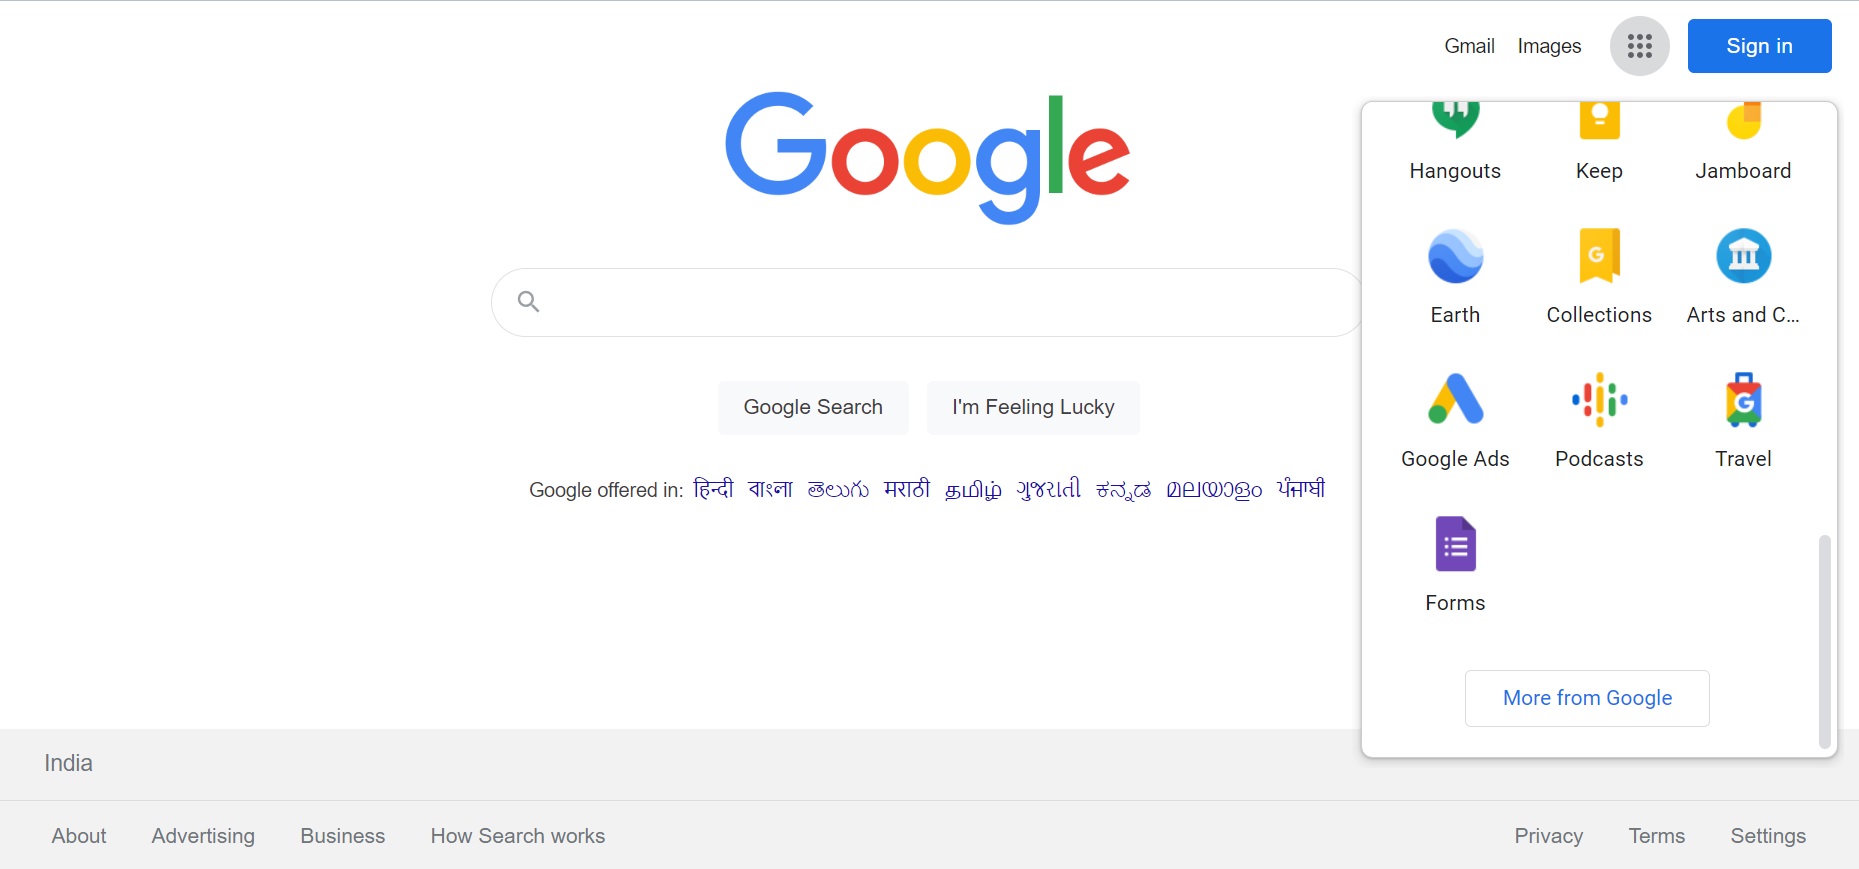 Gmail Images Sign in
Google
Hangouts Keep Jamboard
Earth Collections Arts and C...
Google Search I'm Feeling Lucky
Google Ads Podcasts Travel
Google offered in: हिन्दी বাংলা తెలుగు मराठी தமிழ் ગુજરાતી ಕನ್ನಡ മലയാളം ਪੰਜਾਬੀ
Forms
More from Google
India
About Advertising Business How Search works Privacy Terms Settings